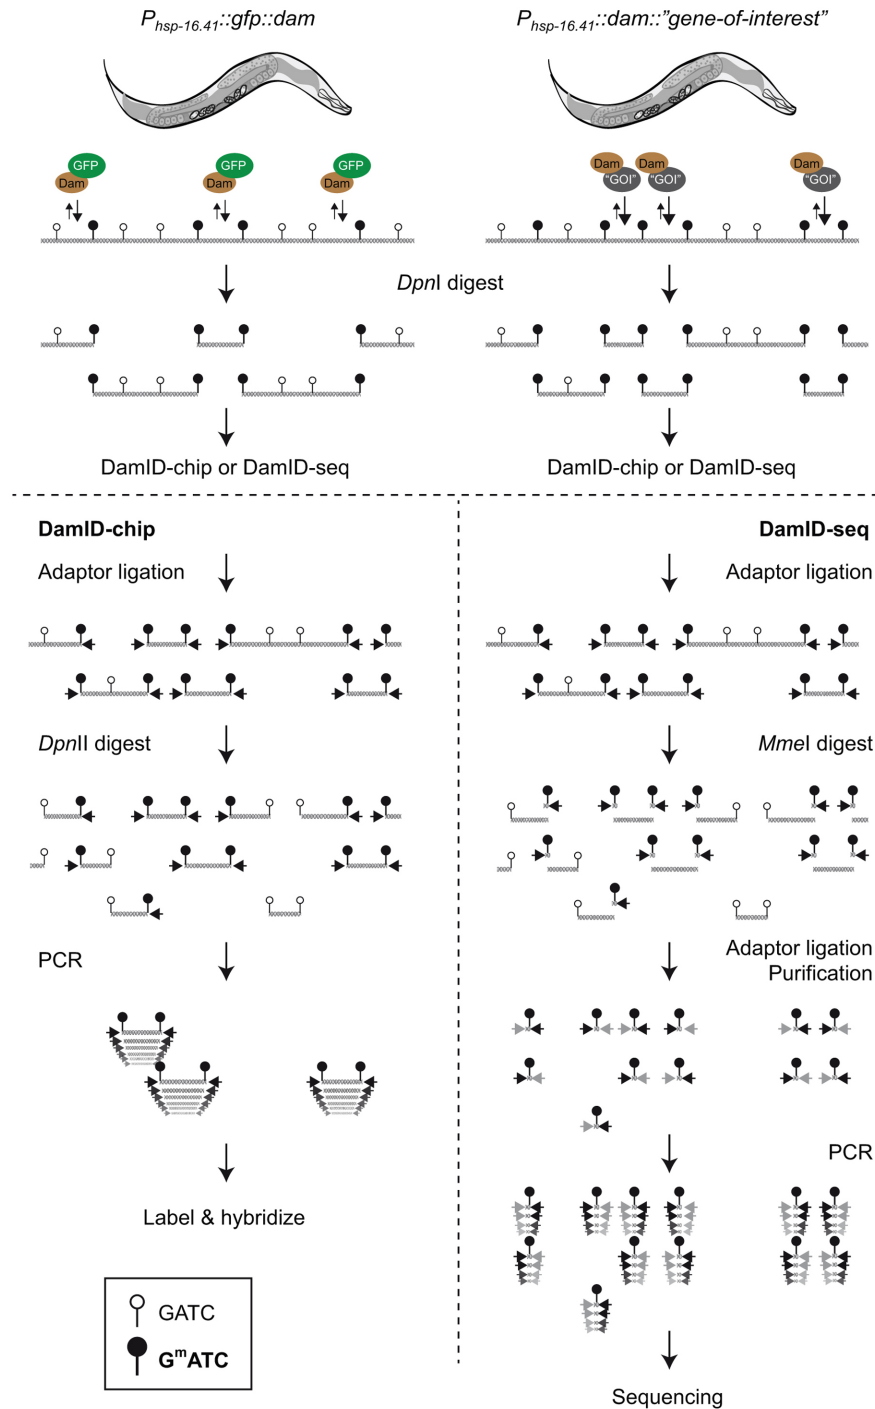 Phsp-16.41::gfp::dam
Phsp-16.41::dam::”gene-of-interest”
GFP
Dam
GFP
Dam
GFP
Dam
Dam
“GOI”
Dam
“GOI”
Dam
“GOI”
DpnI digest
DamID-chip or DamID-seq
DamID-chip or DamID-seq
DamID-chip
Adaptor ligation
DpnII digest
PCR
Label & hybridize
GATC
GmATC
DamID-seq
Adaptor ligation
MmeI digest
Adaptor ligation
Purification
PCR
Sequencing